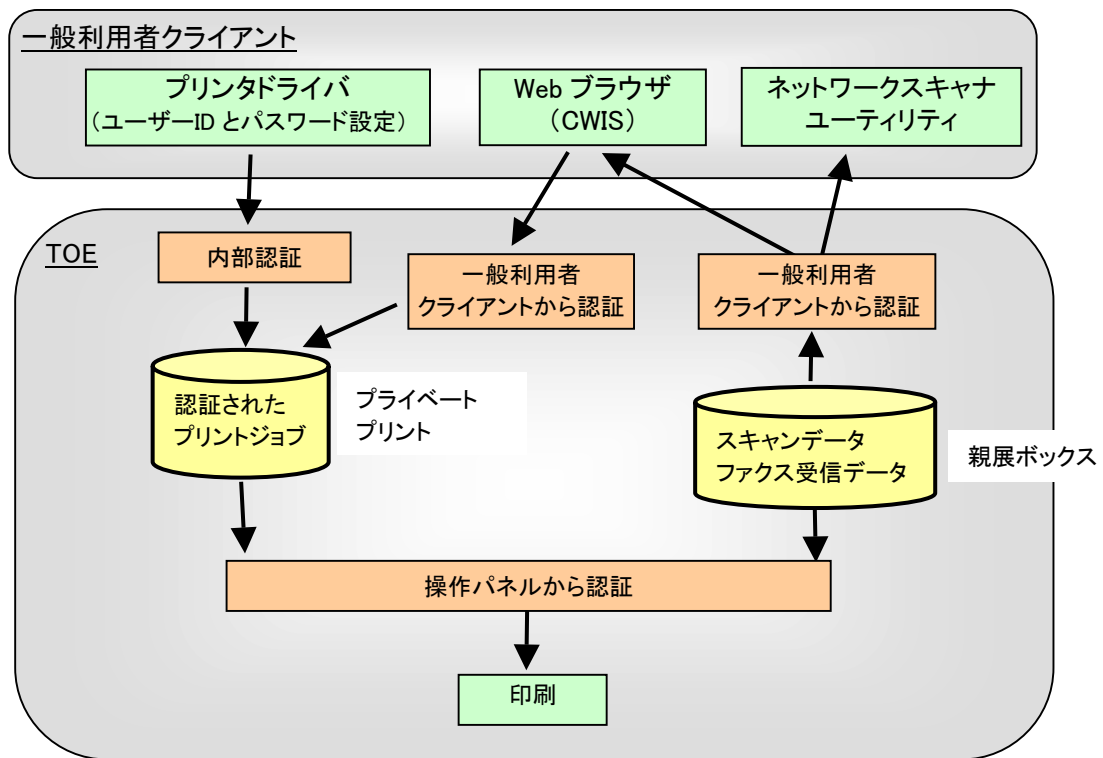 一般利用者クライアント
プリンタドライバ
（ユーザーID とパスワード設定）
Web ブラウザ
（CWIS）
ネットワークスキャナ
ユーティリティ
TOE
内部認証
一般利用者
クライアントから認証
一般利用者
クライアントから認証
認証された
プリントジョブ
プライベート
プリント
スキャンデータ
ファクス受信データ
親展ボックス
操作パネルから認証
印刷